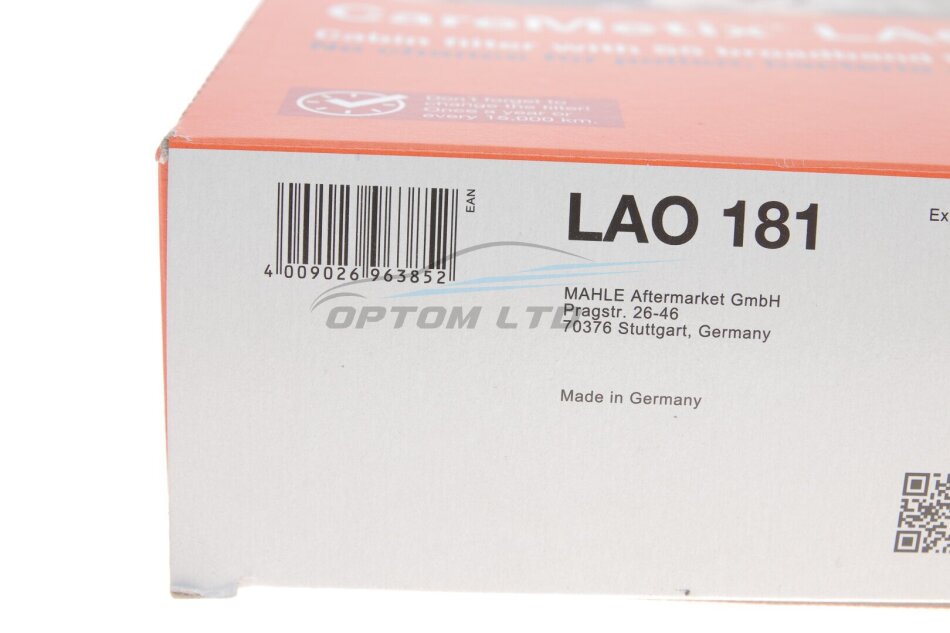 CareMetix® LAO
Cabin filter with S5 broadband
Don't forget to
change the filter!
Once a year or
every 15.000 km.
EAN
4 009026 963852
LAO 181
Ex
MAHLE Aftermarket GmbH
Pragstr. 26-46
70376 Stuttgart, Germany
Made in Germany
OPTOM LTD